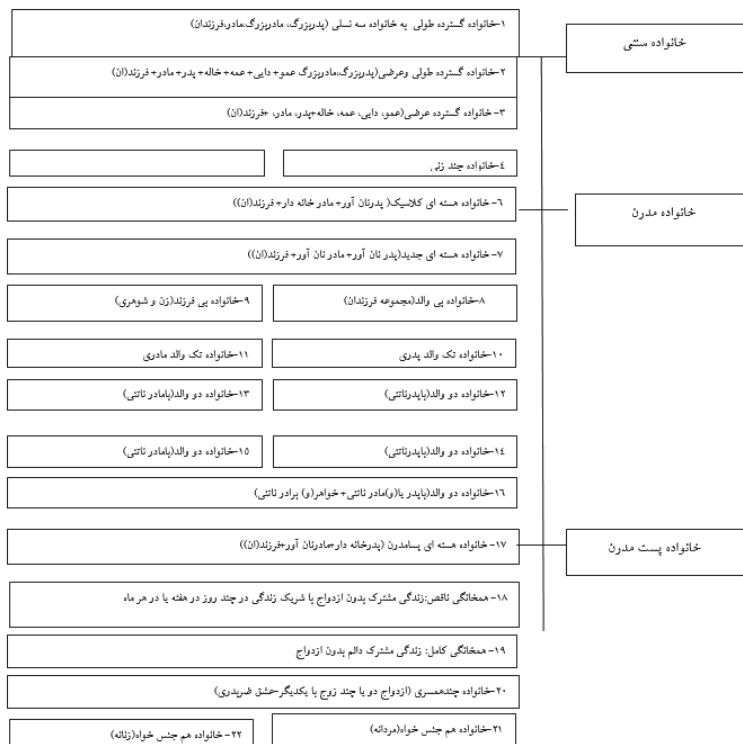 ۱-خانواده گسترده طولی یه خانواده سه نسلی (پدربزرگ، مادربزرگ،مادر،فرزندان)
خانواده سنتی
۲-خانواده گسترده طولی وعرضی(پدربزرگ،مادربزرگ عمو+ دایی+ عمه+ خاله+ پدر+ مادر+ فرزند(ان)
۳- خانواده گسترده عرضی(عمو، دایی، عمه، خاله+پدر، مادر، +فرزند(ان)
٤-خانواده چند زنی
٦- خانواده هسته ای کلاسیک( پدرنان آور+ مادر خانه دار+ فرزند(ان))
خانواده مدرن
۷- خانواده هسته ای جدید(پدر نان آور+ مادر نان آور+ فرزند(ان))
۸-خانواده بی والد(مجموعه فرزندان)
۹-خانواده بی فرزند(زن و شوهری)
۱۰-خانواده تک والد پدری
۱۱-خانواده تک والد مادری
۱۲-خانواده دو والد(باپدرناتنی)
۱۳-خانواده دو والد(بامادر ناتنی)
۱٤-خانواده دو والد(باپدرناتنی)
۱٥-خانواده دو والد(بامادر ناتنی)
۱٦-خانواده دو والد(باپدر یا(و)مادر ناتنی+ خواهر(و) برادر ناتنی)
۱۷- خانواده هسته ای پسامدرن (پدرخانه دار+مادرنان آور+فرزند(ان))
خانواده پست مدرن
۱۸- همخانگی ناقص:زندگی مشترک بدون ازدواج با شریک زندگی در چند روز در هفته یا در هر ماه
۱۹- همخانگی کامل: زندگی مشترک دائم بدون ازدواج
۲۰-خانواده چندهمسری (ازدواج دو یا چند زوج با یکدیگر-عشق ضربدری)
۲۱-خانواده هم جنس خواه(مردانه)
۲۲- خانواده هم جنس خواه(زنانه)